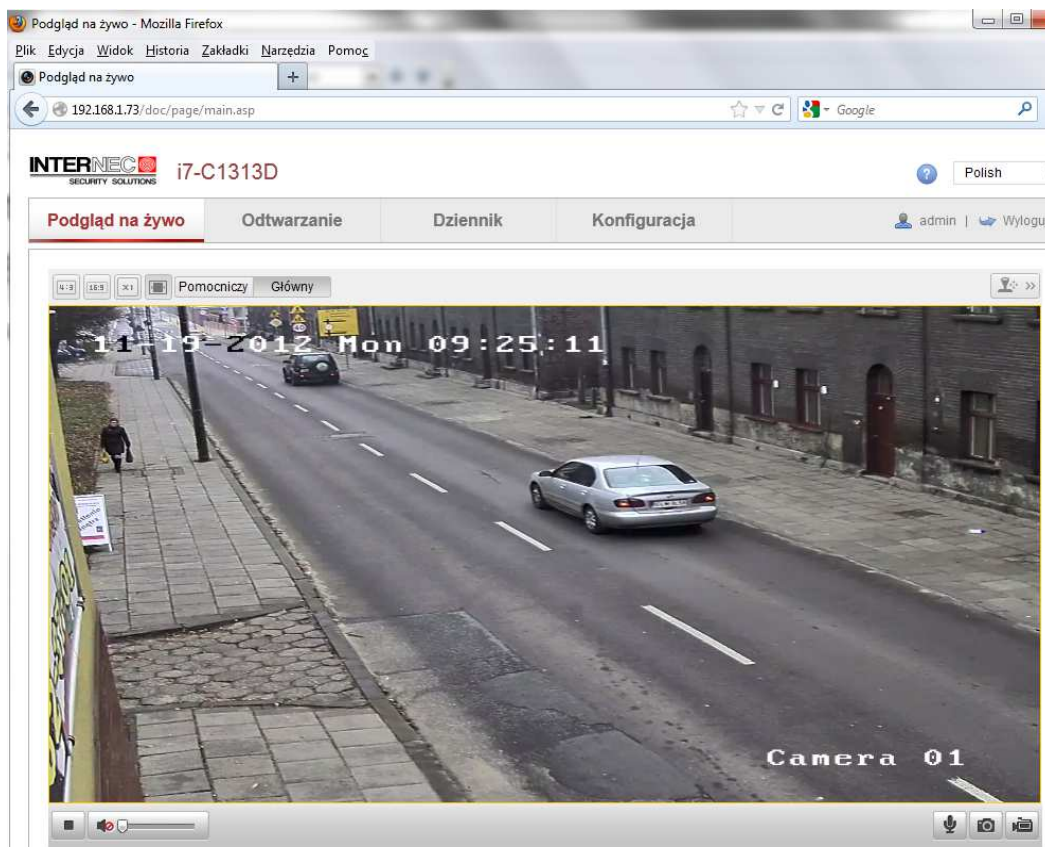 Podgląd na żywo - Mozilla Firefox
Plik Edycja Widok Historia Zakładki Narzędzia Pomoc
Podgląd na żywo +
192.168.1.73/doc/page/main.asp Google
INTERNEC i7-C1313D Polish
SECURITY SOLUTIONS
Podgląd na żywo Odtwarzanie Dziennik Konfiguracja admin | Wylogu
4:3 16:9 X1 Pomocniczy Główny
11-19-2012 Mon 09:25:11
Camera 01